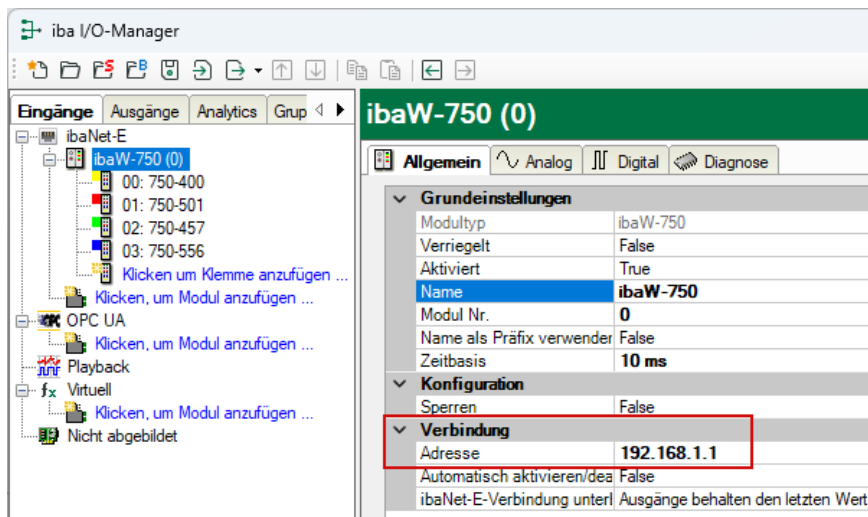 iba I/O-Manager
Eingänge Ausgänge Analytics Grup
ibaNet-E
ibaW-750 (0)
00: 750-400
01: 750-501
02: 750-457
03: 750-556
Klicken um Klemme anzufügen ...
Klicken, um Modul anzufügen ...
OPC UA
Klicken, um Modul anzufügen ...
Playback
Virtuell
Klicken, um Modul anzufügen ...
Nicht abgebildet
ibaW-750 (0)
Allgemein Analog Digital Diagnose
Grundeinstellungen
Modultyp ibaW-750
Verriegelt False
Aktiviert True
Name ibaW-750
Modul Nr. 0
Name als Präfix verwender False
Zeitbasis 10 ms
Konfiguration
Sperren False
Verbindung
Adresse 192.168.1.1
Automatisch aktivieren/dea False
ibaNet-E-Verbindung unterl Ausgänge behalten den letzten Wert